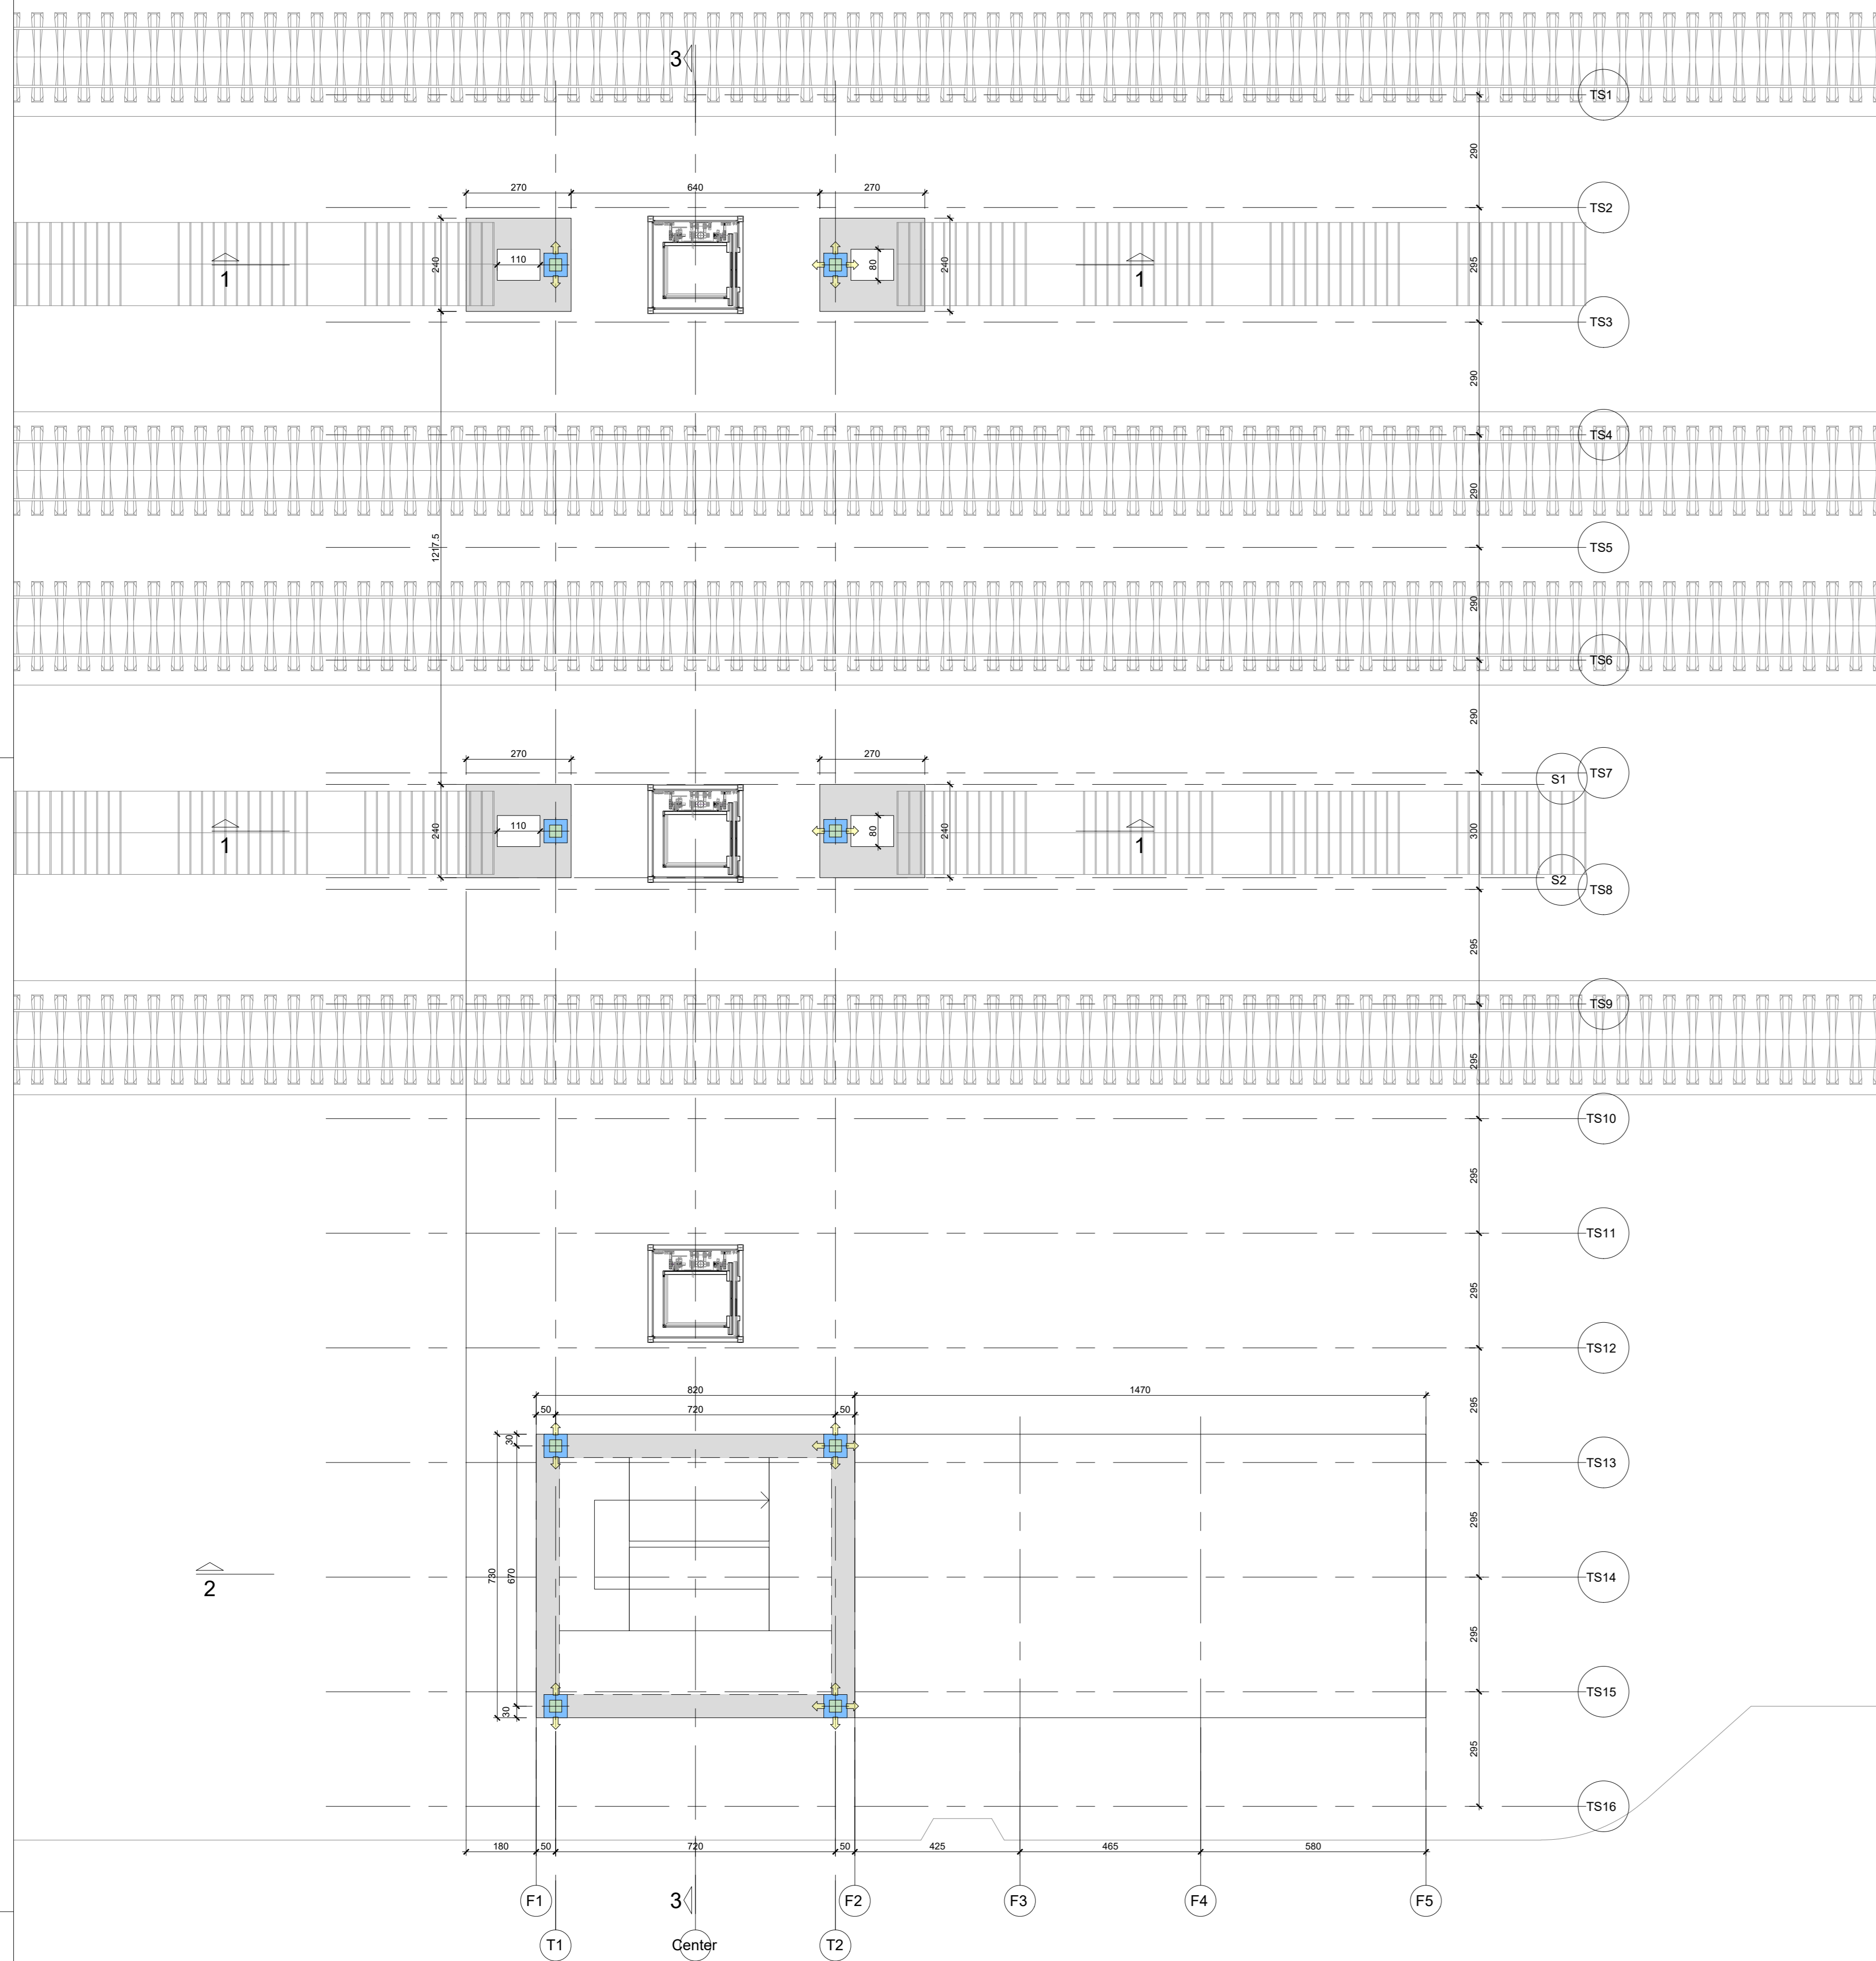 3
TS1
290
270 640 270
TS2
240 110 80 240 295
1 1
TS3
290
TS4
290
1217.5
TS5
290
TS6
290
270 270
TS7
S1
240 110 80 240 300
1 1
S2
TS8
295
TS9
295
TS10
295
TS11
295
TS12
820 1470
295
50 720 50
30
TS13
295
730 670
2
TS14
295
TS15
30
295
TS16
180 50 720 50 425 465 580
F1 3 F2 F3 F4 F5
T1 Center T2